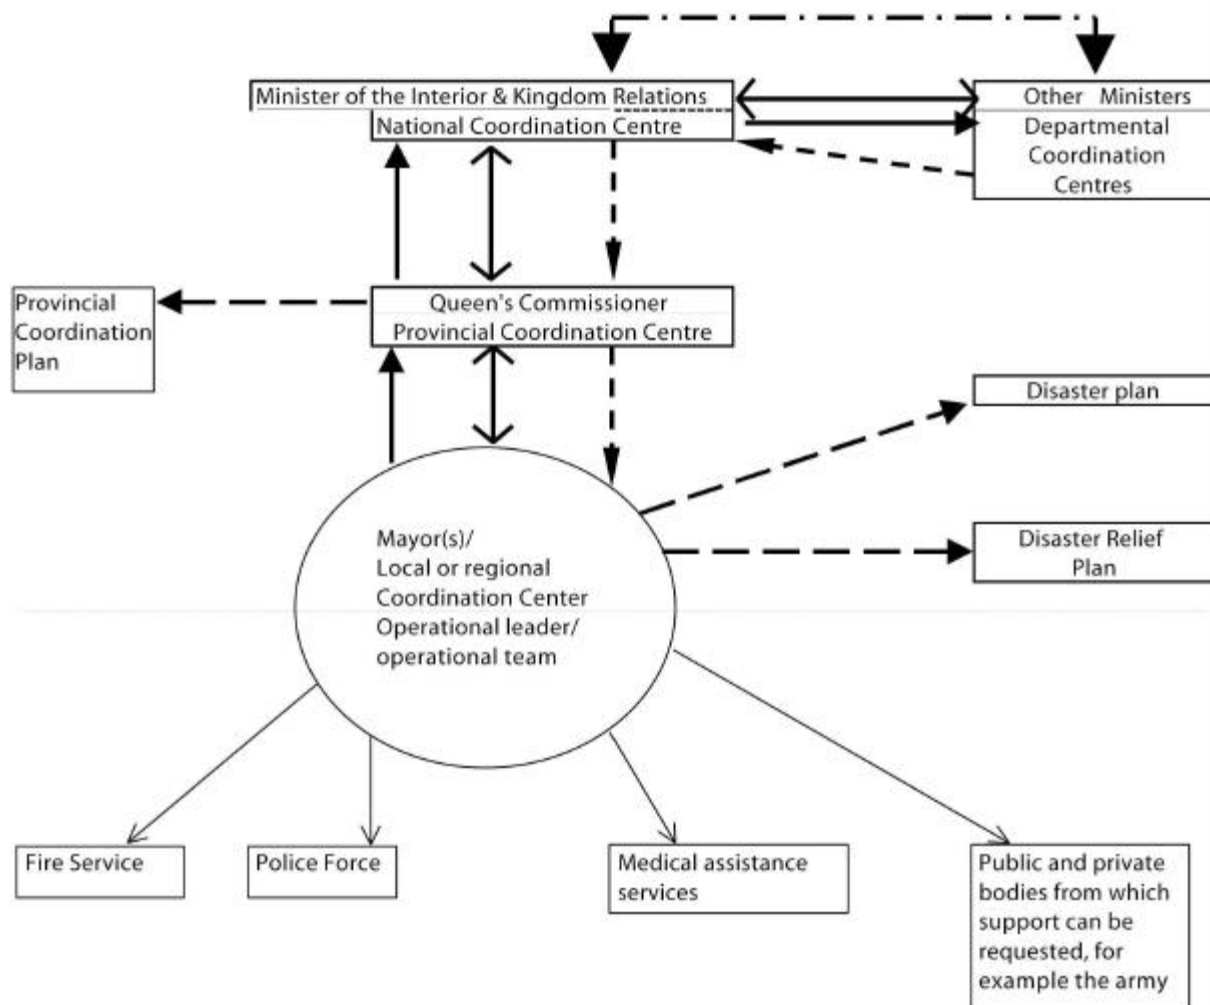 Minister of the Interior & Kingdom Relations
National Coordination Centre
Other Ministers
Departmental
Coordination
Centres
Provincial
Coordination
Plan
Queen's Commissioner
Provincial Coordination Centre
Disaster plan
Disaster Relief
Plan
Mayor(s)/
Local or regional
Coordination Center
Operational leader/
operational team
Fire Service
Police Force
Medical assistance
services
Public and private
bodies from which
support can be
requested, for
example the army